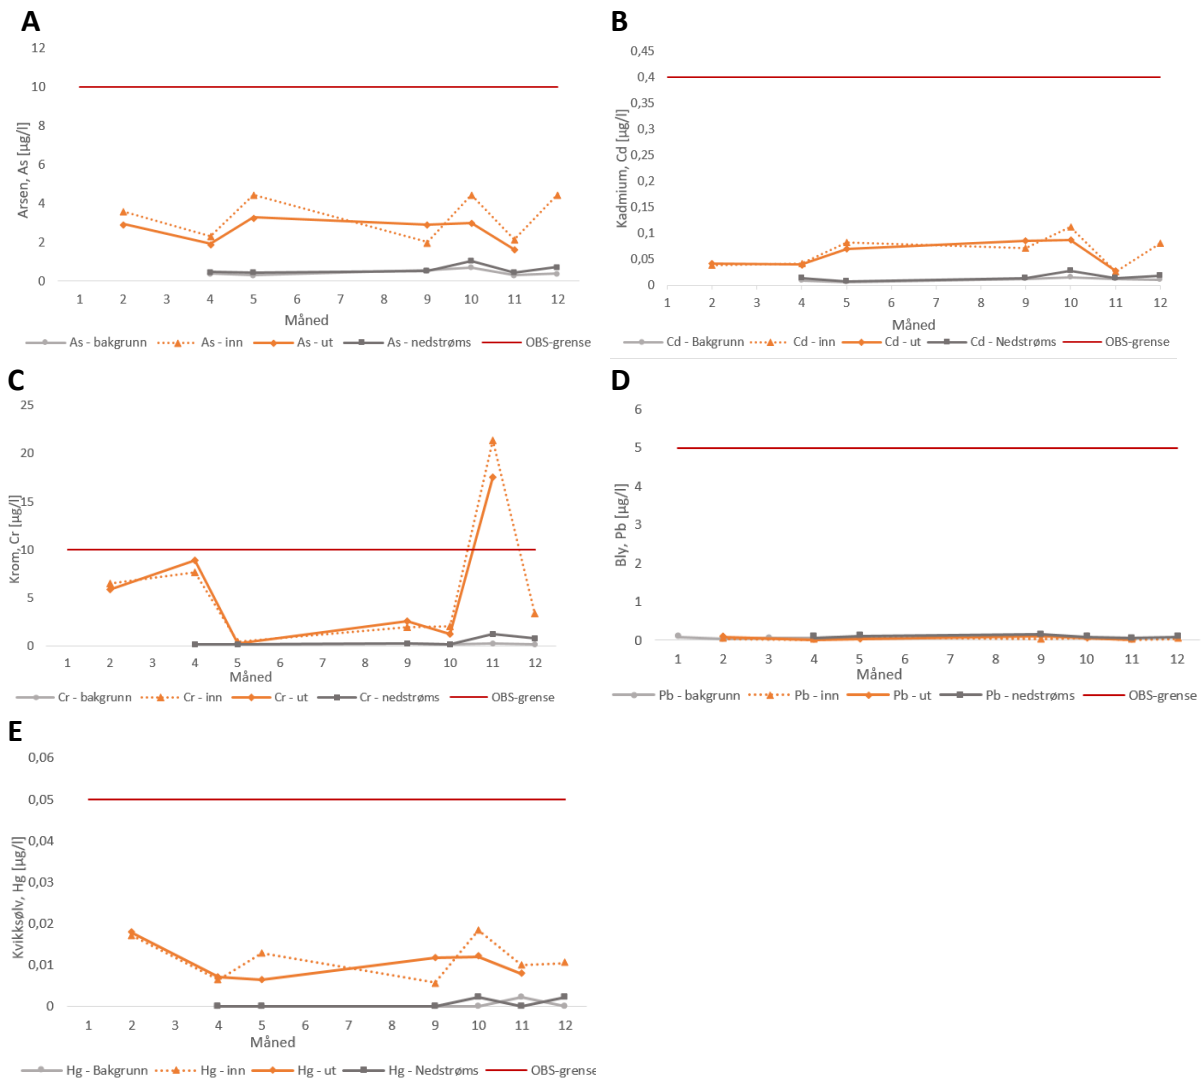 A
12
10
8
6
4
2
0
Arsen, As [µg/l]
1 2 3 4 5 6 7 8 9 10 11 12
Måned
As - bakgrunn As - inn As - ut As - nedstrøms OBS-grense
B
0,45
0,4
0,35
0,3
0,25
0,2
0,15
0,1
0,05
0
Kadmium, Cd [µg/l]
1 2 3 4 5 6 7 8 9 10 11 12
Måned
Cd - Bakgrunn Cd - inn Cd - ut Cd - Nedstrøms OBS-grense
C
25
20
15
10
5
0
Krom, Cr [µg/l]
1 2 3 4 5 6 7 8 9 10 11 12
Måned
Cr - bakgrunn Cr - inn Cr - ut Cr - nedstrøms OBS-grense
D
6
5
4
3
2
1
0
Bly, Pb [µg/l]
1 2 3 4 5 6 7 8 9 10 11 12
Måned
Pb - bakgrunn Pb - inn Pb - ut Pb - nedstrøms OBS-grense
E
0,06
0,05
0,04
0,03
0,02
0,01
0
Kvikksølv, Hg [µg/l]
1 2 3 4 5 6 7 8 9 10 11 12
Måned
Hg - Bakgrunn Hg - inn Hg - ut Hg - Nedstrøms OBS-grense